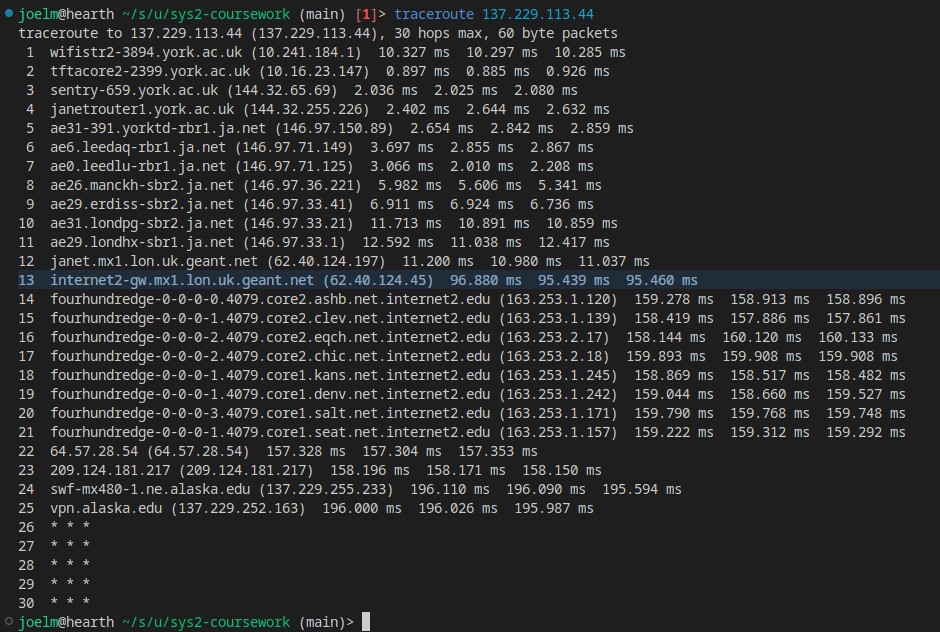 joelm@hearth ~/s/u/sys2-coursework (main) [1]> traceroute 137.229.113.44
traceroute to 137.229.113.44 (137.229.113.44), 30 hops max, 60 byte packets
 1  wifistr2-3894.york.ac.uk (10.241.184.1)  10.327 ms  10.297 ms  10.285 ms
 2  tftacore2-2399.york.ac.uk (10.16.23.147)  0.897 ms  0.885 ms  0.926 ms
 3  sentry-659.york.ac.uk (144.32.65.69)  2.036 ms  2.025 ms  2.080 ms
 4  janetrouter1.york.ac.uk (144.32.255.226)  2.402 ms  2.644 ms  2.632 ms
 5  ae31-391.yorktd-rbr1.ja.net (146.97.150.89)  2.654 ms  2.842 ms  2.859 ms
 6  ae6.leedaq-rbr1.ja.net (146.97.71.149)  3.697 ms  2.855 ms  2.867 ms
 7  ae0.leedlu-rbr1.ja.net (146.97.71.125)  3.066 ms  2.010 ms  2.208 ms
 8  ae26.manckh-sbr2.ja.net (146.97.36.221)  5.982 ms  5.606 ms  5.341 ms
 9  ae29.erdiss-sbr2.ja.net (146.97.33.41)  6.911 ms  6.924 ms  6.736 ms
10  ae31.londpg-sbr2.ja.net (146.97.33.21)  11.713 ms  10.891 ms  10.859 ms
11  ae29.londhx-sbr1.ja.net (146.97.33.1)  12.592 ms  11.038 ms  12.417 ms
12  janet.mx1.lon.uk.geant.net (62.40.124.197)  11.200 ms  10.980 ms  11.037 ms
13  internet2-gw.mx1.lon.uk.geant.net (62.40.124.45)  96.880 ms  95.439 ms  95.460 ms
14  fourhundredge-0-0-0-0.4079.core2.ashb.net.internet2.edu (163.253.1.120)  159.278 ms  158.913 ms  158.896 ms
15  fourhundredge-0-0-0-1.4079.core2.clev.net.internet2.edu (163.253.1.139)  158.419 ms  157.886 ms  157.861 ms
16  fourhundredge-0-0-0-2.4079.core2.eqch.net.internet2.edu (163.253.2.17)  158.144 ms  160.120 ms  160.133 ms
17  fourhundredge-0-0-0-2.4079.core2.chic.net.internet2.edu (163.253.2.18)  159.893 ms  159.908 ms  159.908 ms
18  fourhundredge-0-0-0-1.4079.core1.kans.net.internet2.edu (163.253.1.245)  158.869 ms  158.517 ms  158.482 ms
19  fourhundredge-0-0-0-1.4079.core1.denv.net.internet2.edu (163.253.1.242)  159.044 ms  158.660 ms  159.527 ms
20  fourhundredge-0-0-0-3.4079.core1.salt.net.internet2.edu (163.253.1.171)  159.790 ms  159.768 ms  159.748 ms
21  fourhundredge-0-0-0-1.4079.core1.seat.net.internet2.edu (163.253.1.157)  159.222 ms  159.312 ms  159.292 ms
22  64.57.28.54 (64.57.28.54)  157.328 ms  157.304 ms  157.353 ms
23  209.124.181.217 (209.124.181.217)  158.196 ms  158.171 ms  158.150 ms
24  swf-mx480-1.ne.alaska.edu (137.229.255.233)  196.110 ms  196.090 ms  195.594 ms
25  vpn.alaska.edu (137.229.252.163)  196.000 ms  196.026 ms  195.987 ms
26  * * *
27  * * *
28  * * *
29  * * *
30  * * *
joelm@hearth ~/s/u/sys2-coursework (main)>